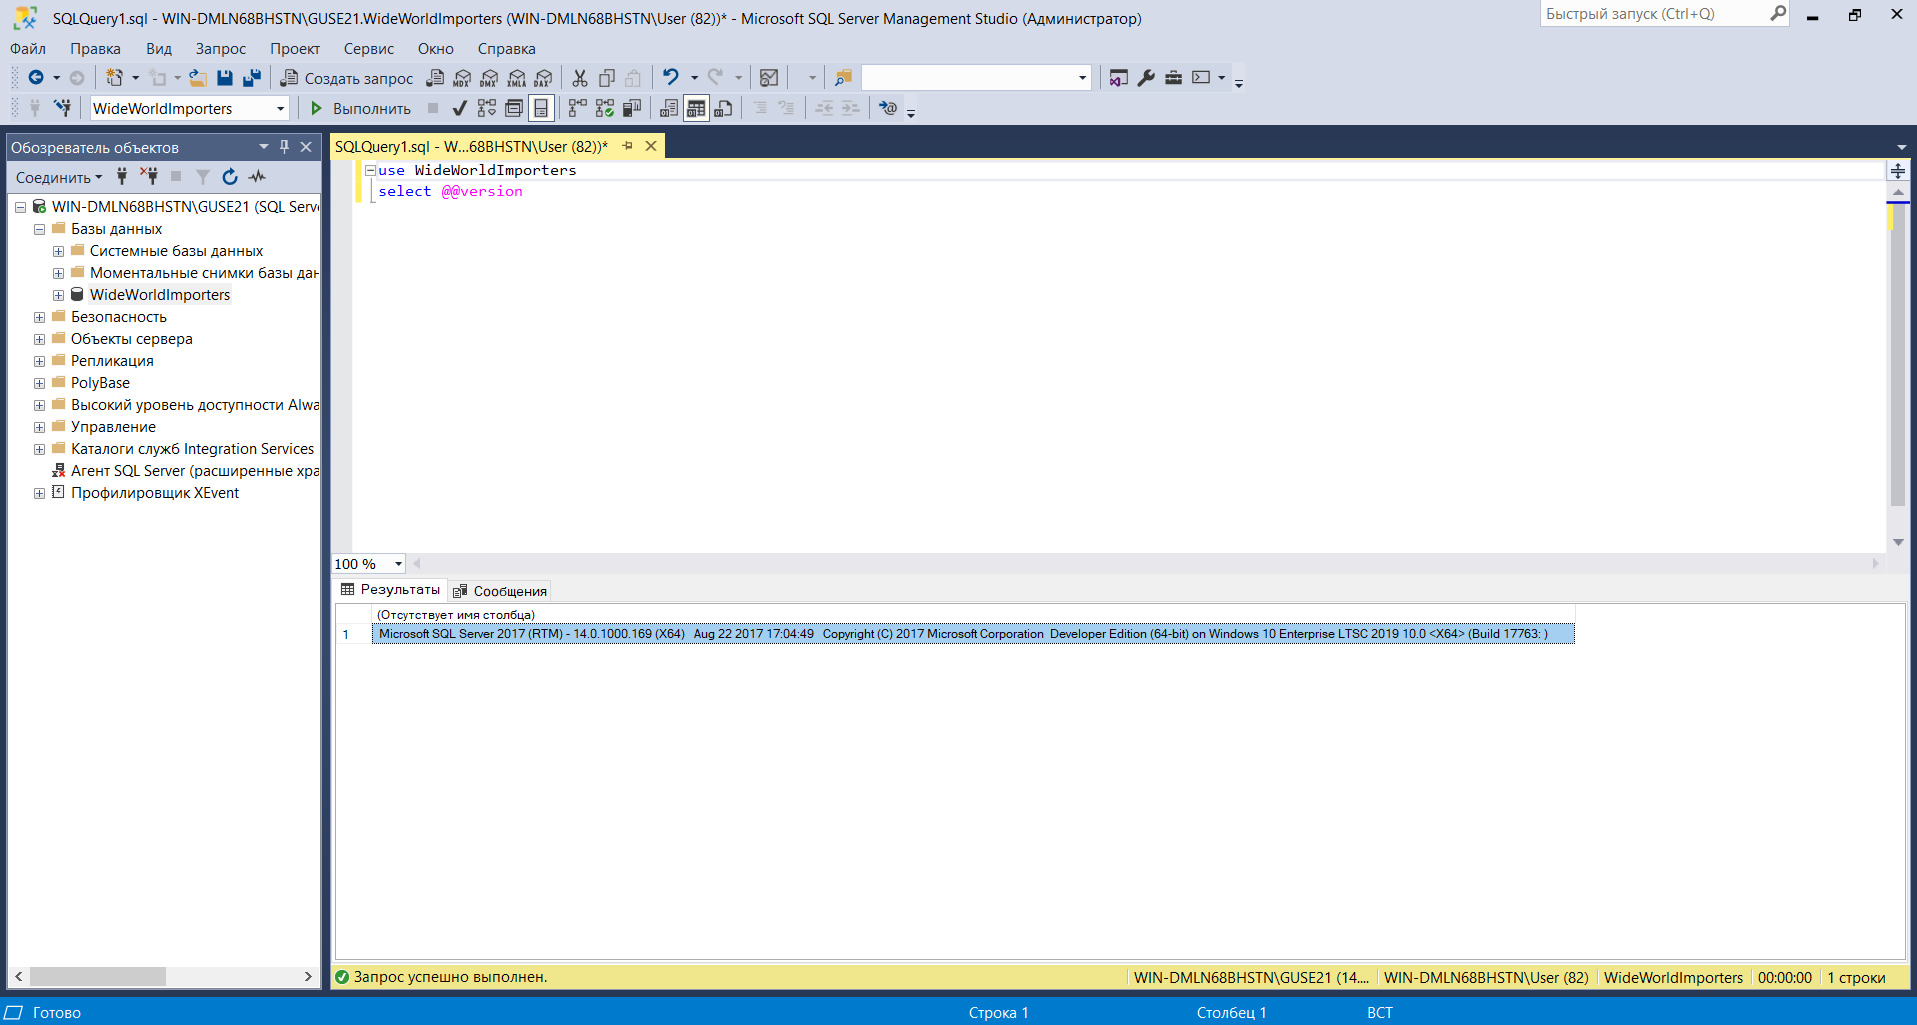 SQLQuery1.sql - WIN-DMLN68BHSTN\GUSE21.WideWorldImporters (WIN-DMLN68BHSTN\User (82))* - Microsoft SQL Server Management Studio (Администратор)
Быстрый запуск (Ctrl+Q)
Файл Правка Вид Запрос Проект Сервис Окно Справка
Создать запрос MDX DMX XMLA DAX
WideWorldImporters Выполнить
Обозреватель объектов
SQLQuery1.sql - W...68BHSTN\User (82))*
Соединить
WIN-DMLN68BHSTN\GUSE21 (SQL Serve
Базы данных
Системные базы данных
Моментальные снимки базы дан
WideWorldImporters
Безопасность
Объекты сервера
Репликация
PolyBase
Высокий уровень доступности Alwa
Управление
Каталоги служб Integration Services
Агент SQL Server (расширенные хра
Профилировщик XEvent
use WideWorldImporters
select @@version
100 %
Результаты Сообщения
(Отсутствует имя столбца)
1 Microsoft SQL Server 2017 (RTM) - 14.0.1000.169 (X64) Aug 22 2017 17:04:49 Copyright (C) 2017 Microsoft Corporation Developer Edition (64-bit) on Windows 10 Enterprise LTSC 2019 10.0 <X64> (Build 17763: )
Запрос успешно выполнен. WIN-DMLN68BHSTN\GUSE21 (14.... WIN-DMLN68BHSTN\User (82) WideWorldImporters 00:00:00 1 строки
Готово Строка 1 Столбец 1 ВСТ